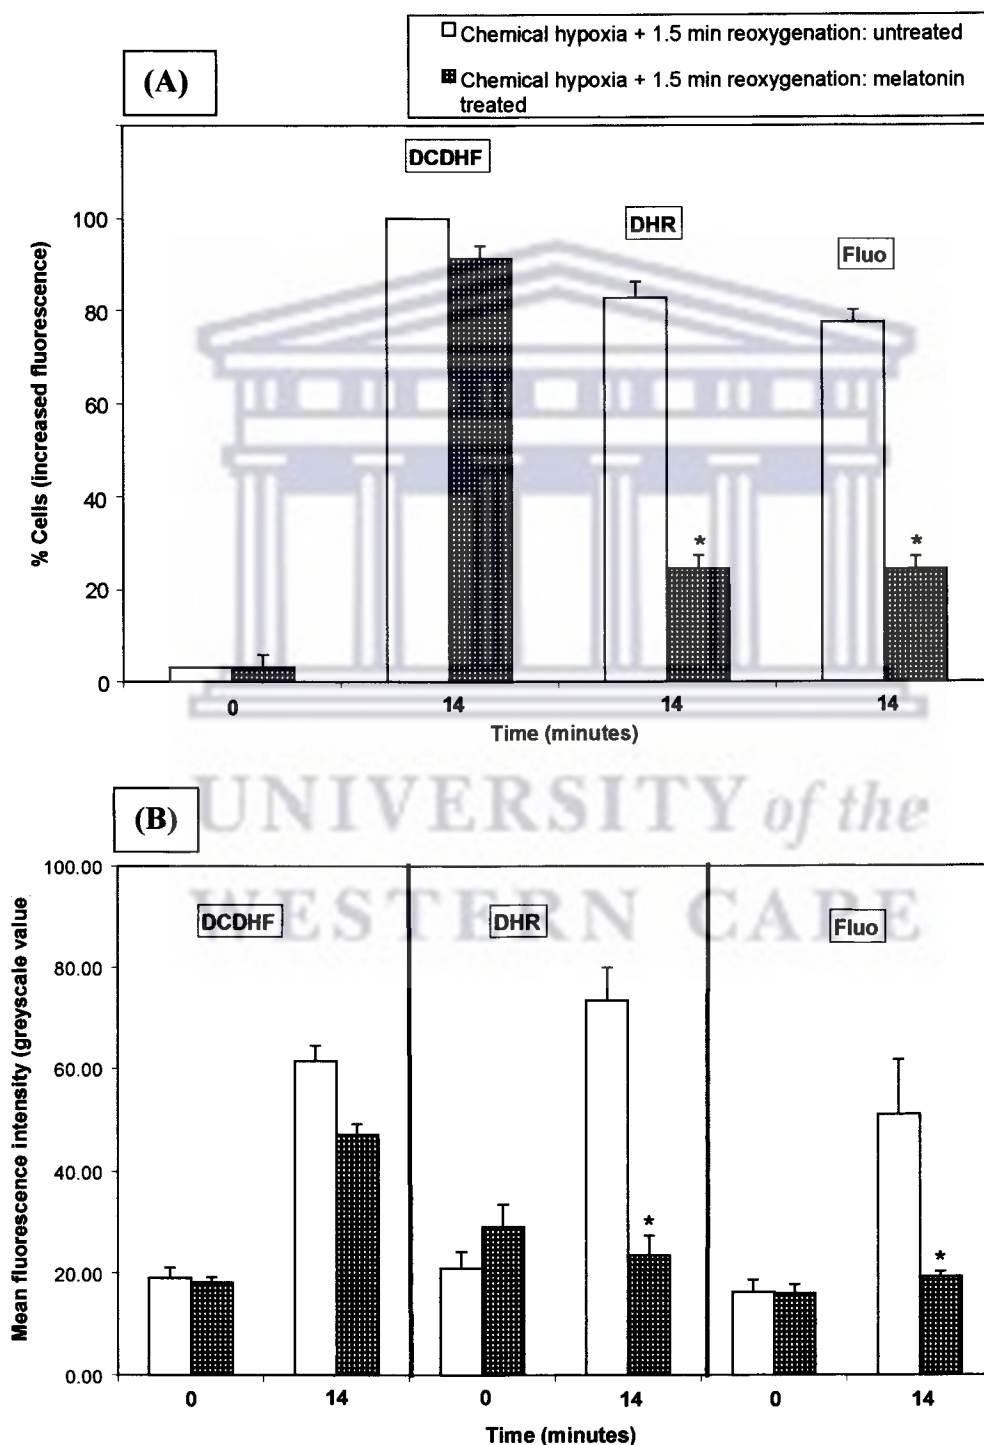 □ Chemical hypoxia + 1.5 min reoxygenation: untreated
Chemical hypoxia + 1.5 min reoxygenation: melatonin
treated
(A)
DCDHF
DHR
Fluo
% Cells (increased fluorescence)
100
80
60
40
20
0
*
*
0 14 14 14
Time (minutes)
UNIVERSITY of the
WESTERN CAPE
(B)
DCDHF
DHR
Fluo
Mean fluorescence intensity (greyscale value
100.00
80.00
60.00
40.00
20.00
0.00
*
*
0 14 0 14 0 14
Time (minutes)